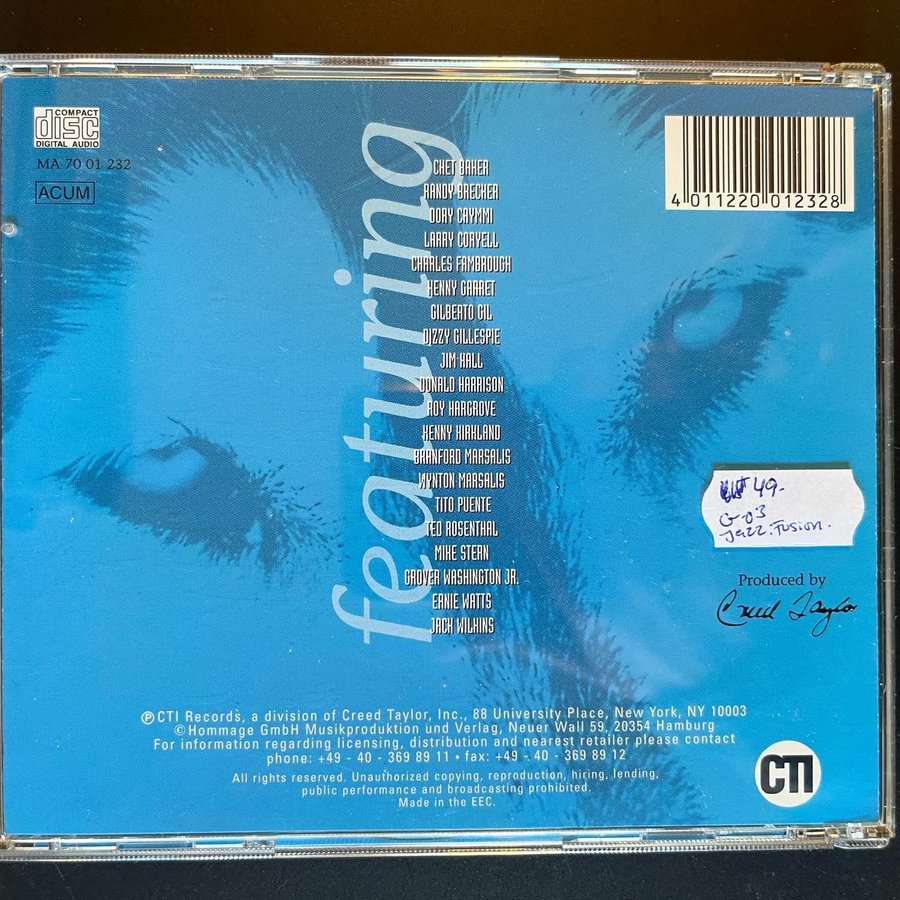 COMPACT
disc
DIGITAL AUDIO
MA 70 01 232
ACUM
featuring
CHET BAKER
RANDY BRECKER
DORY CAYMMI
LARRY CORYELL
CHARLES FAMBROUGH
KENNY GARRET
GILBERTO GIL
DIZZY GILLESPIE
JIM HALL
DONALD HARRISON
ROY HARGROVE
KENNY KIRKLAND
BRANFORD MARSALIS
WYNTON MARSALIS
TITO PUENTE
TED ROSENTHAL
MIKE STERN
GROVER WASHINGTON JR.
ERNIE WATTS
JACK WILKINS
4 011220 012328
49.-
G-03
Jazz. Fusion.
Produced by
Creed Taylor
℗CTI Records, a division of Creed Taylor, Inc., 88 University Place, New York, NY 10003
©Hommage GmbH Musikproduktion und Verlag, Neuer Wall 59, 20354 Hamburg
For information regarding licensing, distribution and nearest retailer please contact
phone: +49 - 40 - 369 89 11 • fax: +49 - 40 - 369 89 12
All rights reserved. Unauthorized copying, reproduction, hiring, lending,
public performance and broadcasting prohibited.
Made in the EEC.
CTI